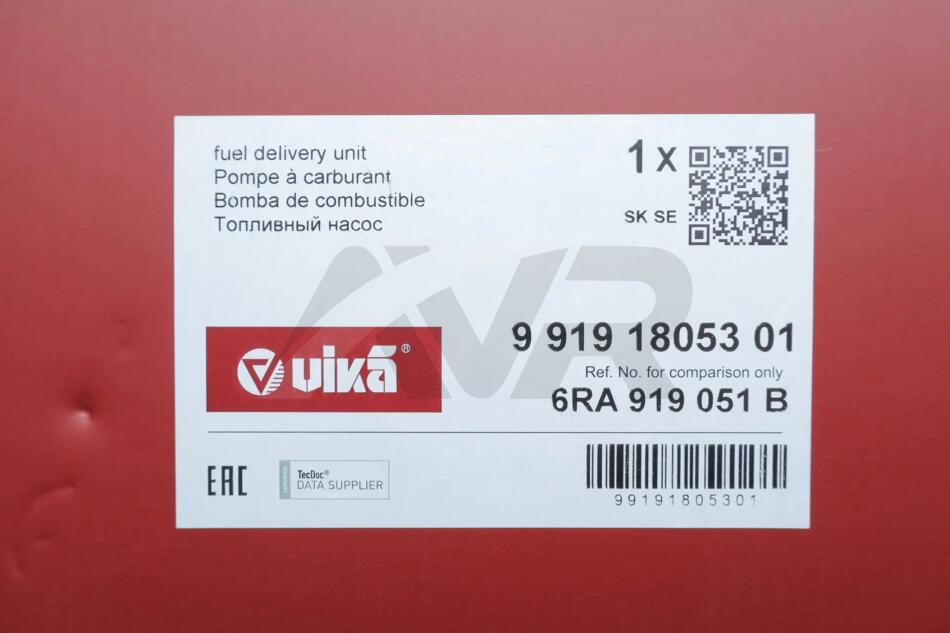 fuel delivery unit
Pompe à carburant
Bomba de combustible
Топливный насос
1 x
SK SE
AVR
vika®
9 919 18053 01
Ref. No. for comparison only
6RA 919 051 B
EAC
TecDoc®
DATA SUPPLIER
99191805301